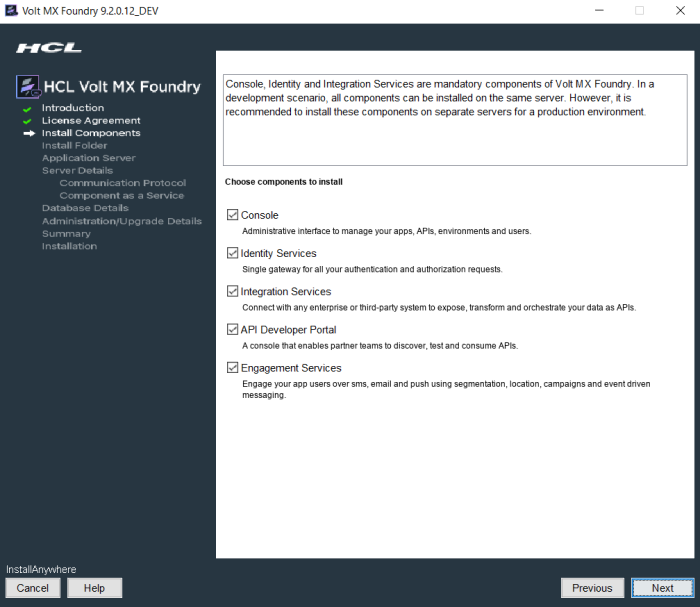 Volt MX Foundry 9.2.0.12_DEV
HCL
HCL Volt MX Foundry
Introduction
License Agreement
Install Components
Install Folder
Application Server
Server Details
Communication Protocol
Component as a Service
Database Details
Administration/Upgrade Details
Summary
Installation
Console, Identity and Integration Services are mandatory components of Volt MX Foundry. In a
development scenario, all components can be installed on the same server. However, it is
recommended to install these components on separate servers for a production environment.
Choose components to install
Console
Administrative interface to manage your apps, APIs, environments and users.
Identity Services
Single gateway for all your authentication and authorization requests.
Integration Services
Connect with any enterprise or third-party system to expose, transform and orchestrate your data as APIs.
API Developer Portal
A console that enables partner teams to discover, test and consume APIs.
Engagement Services
Engage your app users over sms, email and push using segmentation, location, campaigns and event driven
messaging.
InstallAnywhere
Cancel
Help
Previous
Next